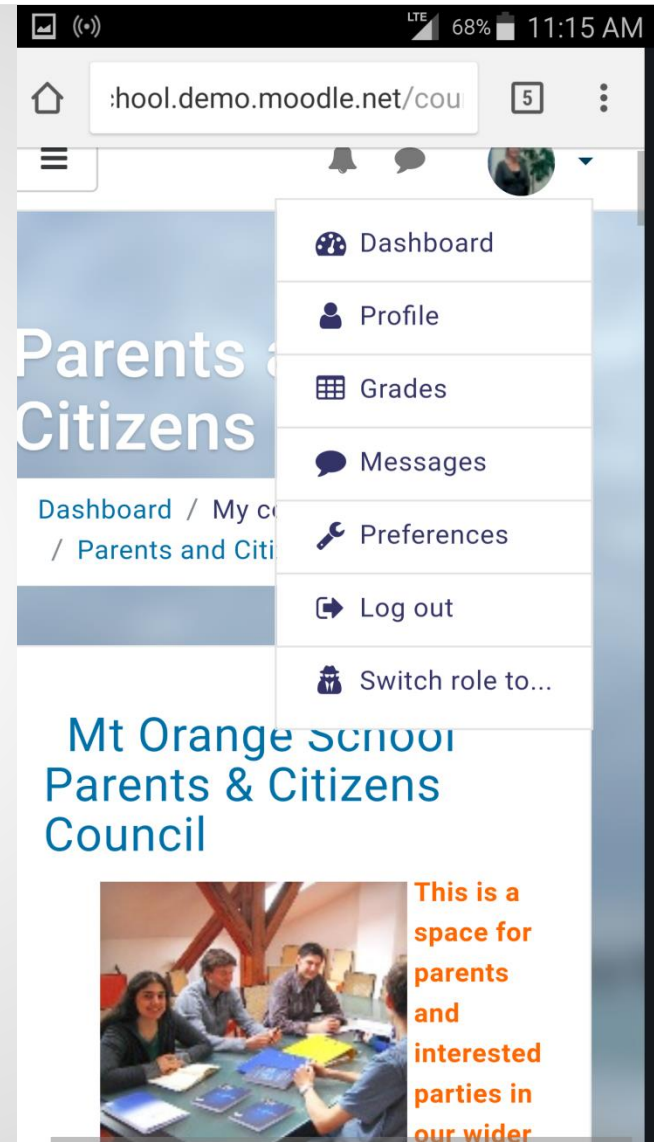 LTE 68% 11:15 AM
:hool.demo.moodle.net/cou 5
Dashboard
Profile
Parents
Grades
Citizens
Messages
Dashboard / My
/ Parents and Citi
Preferences
Log out
Switch role to...
Mt Orange School
Parents & Citizens
Council
This is a
space for
parents
and
interested
parties in
our wider